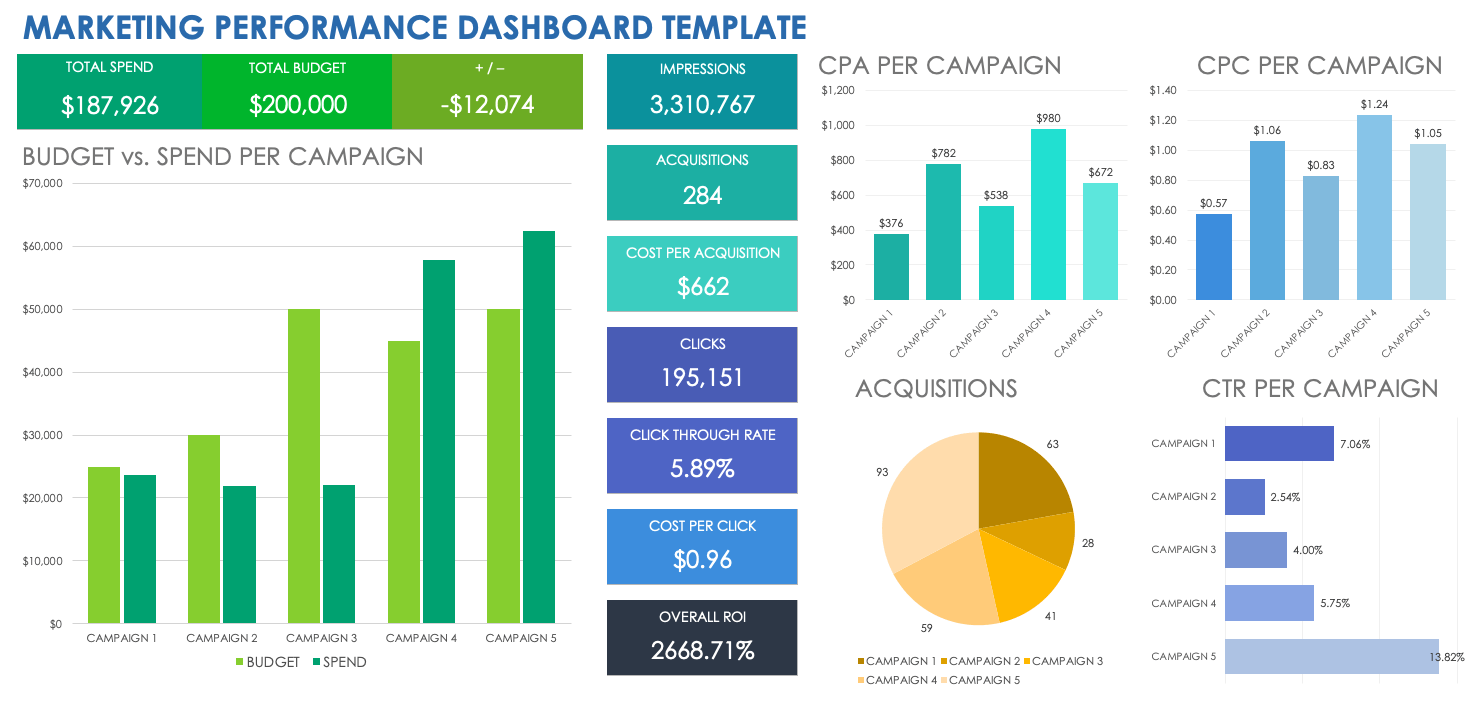 MARKETING PERFORMANCE DASHBOARD TEMPLATE
TOTAL SPEND
$187,926
TOTAL BUDGET
$200,000
+ / –
-$12,074
BUDGET vs. SPEND PER CAMPAIGN
$70,000
$60,000
$50,000
$40,000
$30,000
$20,000
$10,000
$0
CAMPAIGN 1
CAMPAIGN 2
CAMPAIGN 3
CAMPAIGN 4
CAMPAIGN 5
BUDGET
SPEND
IMPRESSIONS
3,310,767
ACQUISITIONS
284
COST PER ACQUISITION
$662
CLICKS
195,151
CLICK THROUGH RATE
5.89%
COST PER CLICK
$0.96
OVERALL ROI
2668.71%
CPA PER CAMPAIGN
$1,200
$1,000
$800
$600
$400
$200
$0
$376
$782
$538
$980
$672
CAMPAIGN 1
CAMPAIGN 2
CAMPAIGN 3
CAMPAIGN 4
CAMPAIGN 5
CPC PER CAMPAIGN
$1.40
$1.20
$1.00
$0.80
$0.60
$0.40
$0.20
$0.00
$0.57
$1.06
$0.83
$1.24
$1.05
CAMPAIGN 1
CAMPAIGN 2
CAMPAIGN 3
CAMPAIGN 4
CAMPAIGN 5
ACQUISITIONS
63
28
41
59
93
CAMPAIGN 1
CAMPAIGN 2
CAMPAIGN 3
CAMPAIGN 4
CAMPAIGN 5
CTR PER CAMPAIGN
CAMPAIGN 1
7.06%
CAMPAIGN 2
2.54%
CAMPAIGN 3
4.00%
CAMPAIGN 4
5.75%
CAMPAIGN 5
13.82%